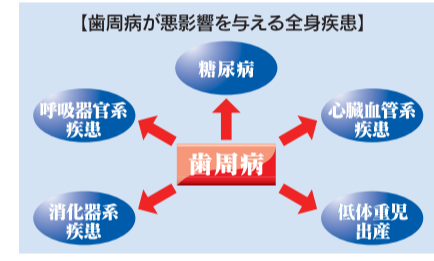 【歯周病が悪影響を与える全身疾患】
糖尿病
呼吸器官系
疾患
心臓血管系
疾患
歯周病
消化器系
疾患
低体重児
出産